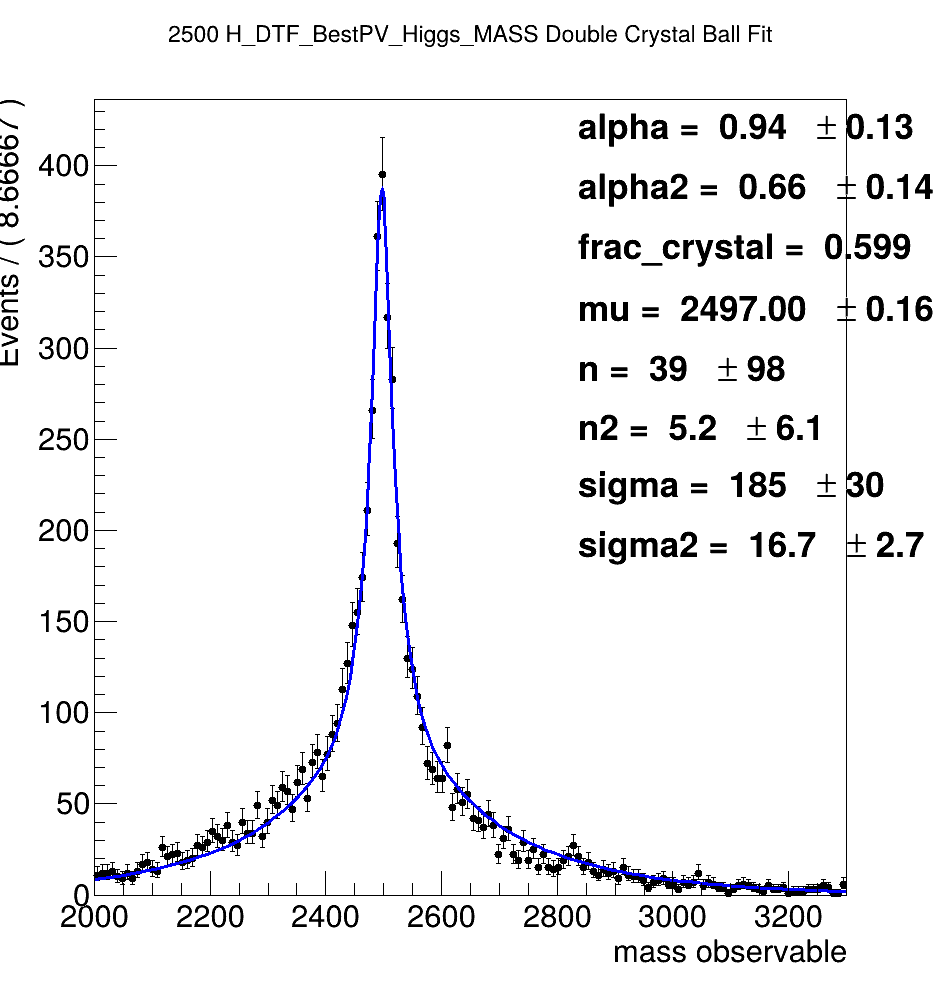 2500 H_DTF_BestPV_Higgs_MASS Double Crystal Ball Fit
Events / ( 8.66667 )
400
350
300
250
200
150
100
50
0
alpha = 0.94 ± 0.13
alpha2 = 0.66 ± 0.14
frac_crystal = 0.599
mu = 2497.00 ± 0.16
n = 39 ± 98
n2 = 5.2 ± 6.1
sigma = 185 ± 30
sigma2 = 16.7 ± 2.7
2000 2200 2400 2600 2800 3000 3200
mass observable